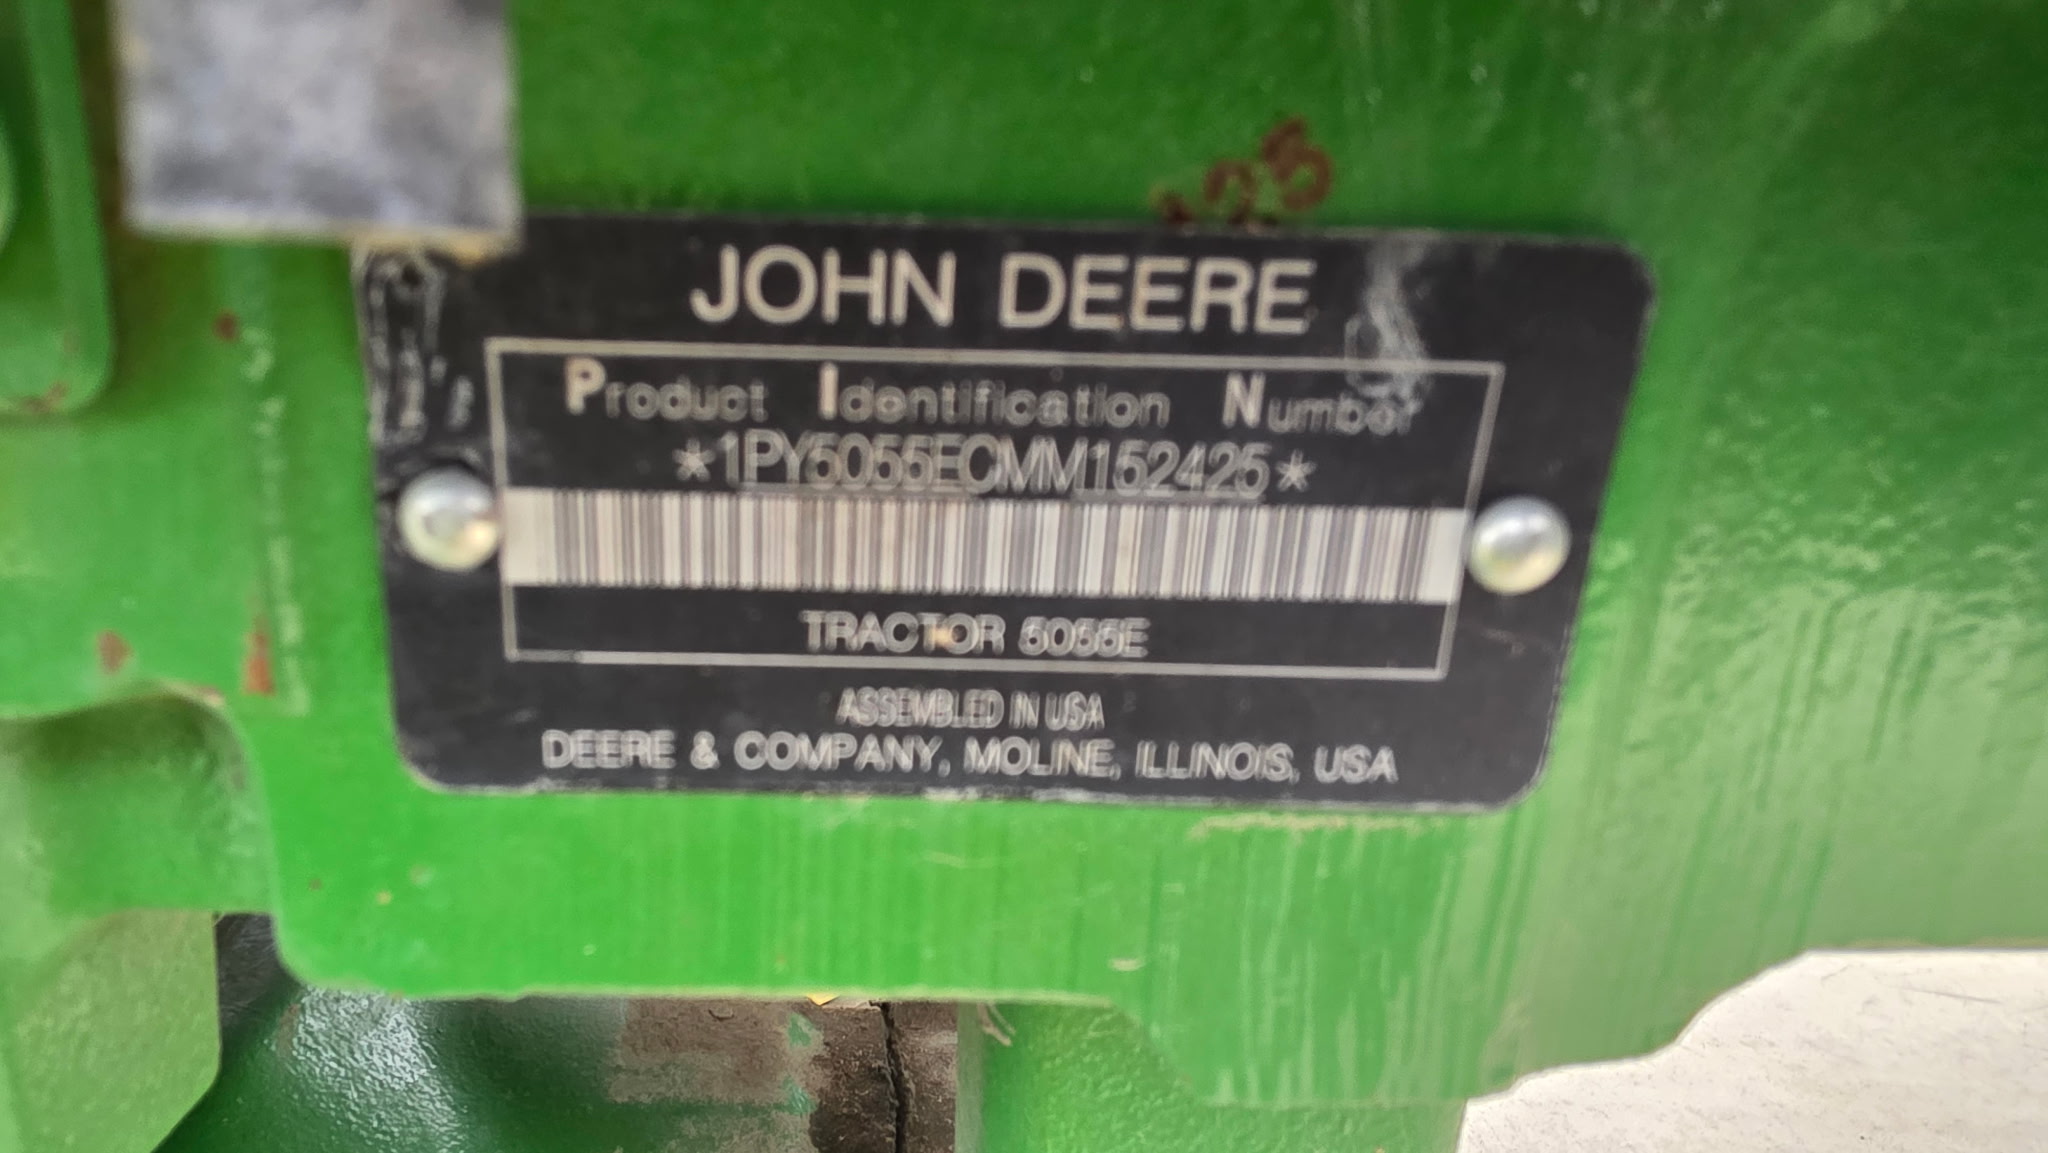 JOHN DEERE
Product Identification Number
*1PY5055ECMM152425*
TRACTOR 5055E
ASSEMBLED IN USA
DEERE & COMPANY, MOLINE, ILLINOIS, USA